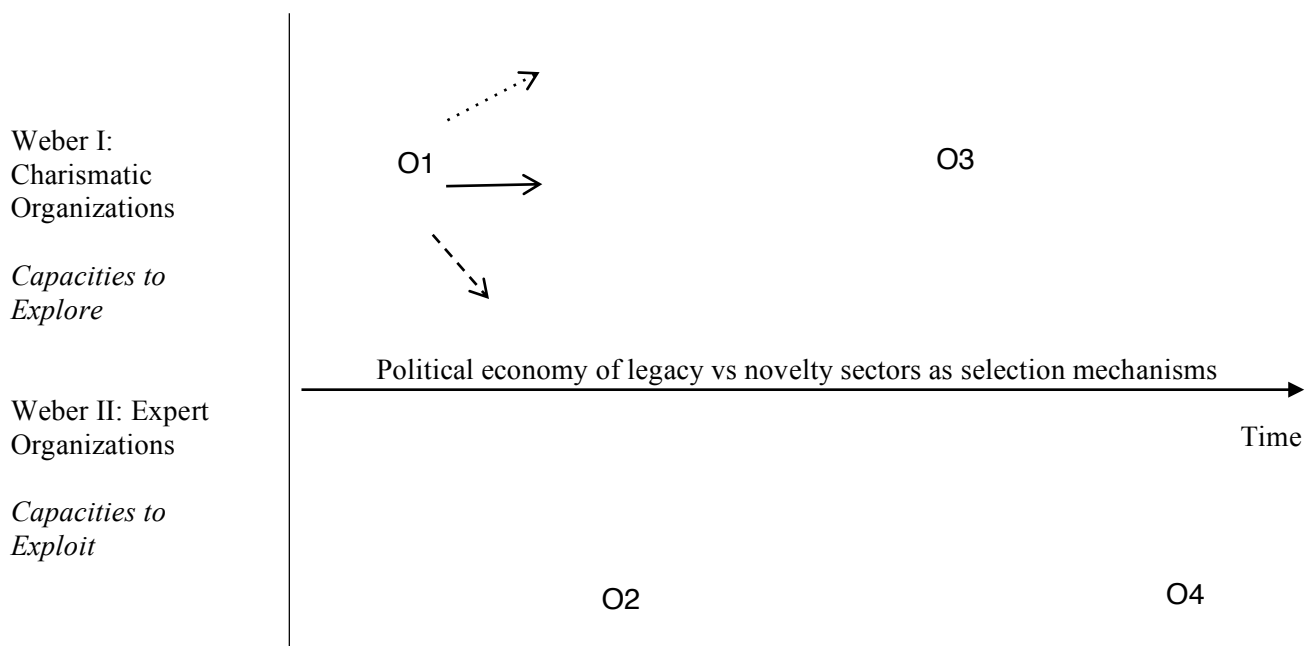 Weber I:
Charismatic
Organizations
Capacities to
Explore
O1
O3
Political economy of legacy vs novelty sectors as selection mechanisms
Time
Weber II: Expert
Organizations
Capacities to
Exploit
O2
O4